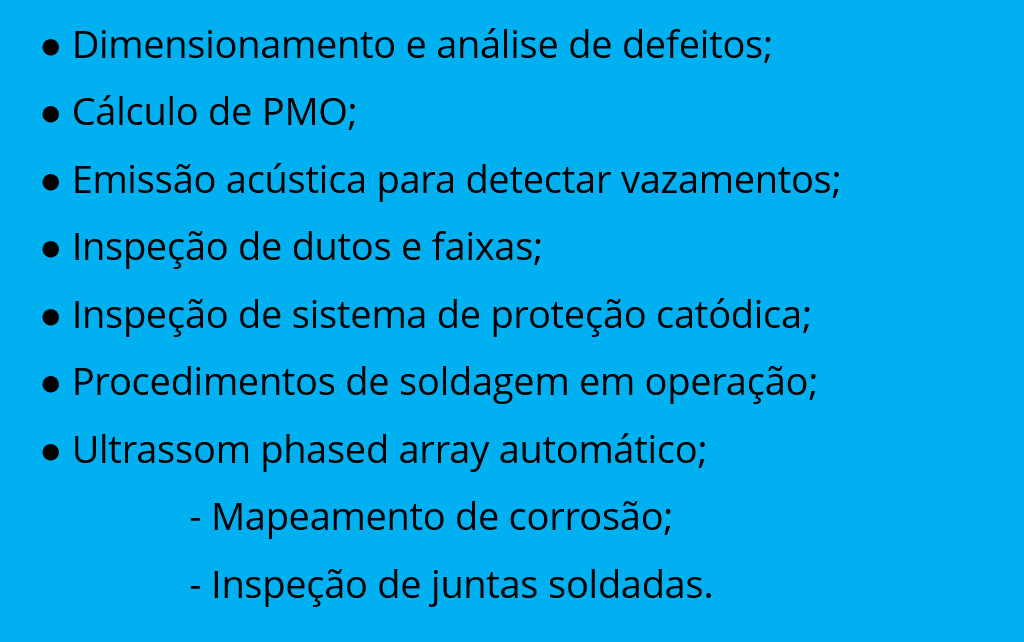 ● Dimensionamento e análise de defeitos;
● Cálculo de PMO;
● Emissão acústica para detectar vazamentos;
● Inspeção de dutos e faixas;
● Inspeção de sistema de proteção catódica;
● Procedimentos de soldagem em operação;
● Ultrassom phased array automático;
- Mapeamento de corrosão;
- Inspeção de juntas soldadas.